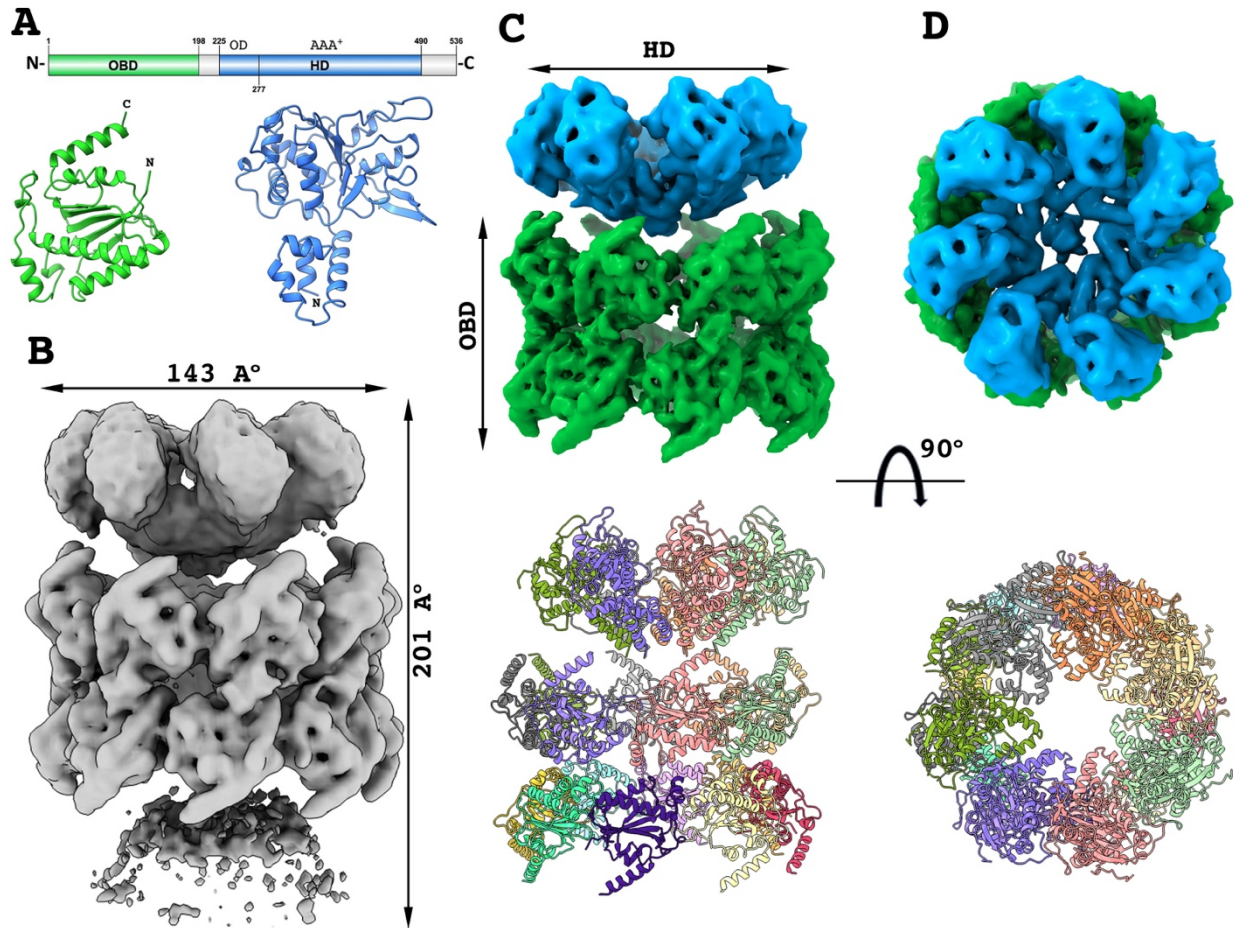 A
1 198 225 OD AAA+ 490 536
N- OBD HD -C
277
C
N
N
B
143 A°
201 A°
C
HD
OBD
D
90°